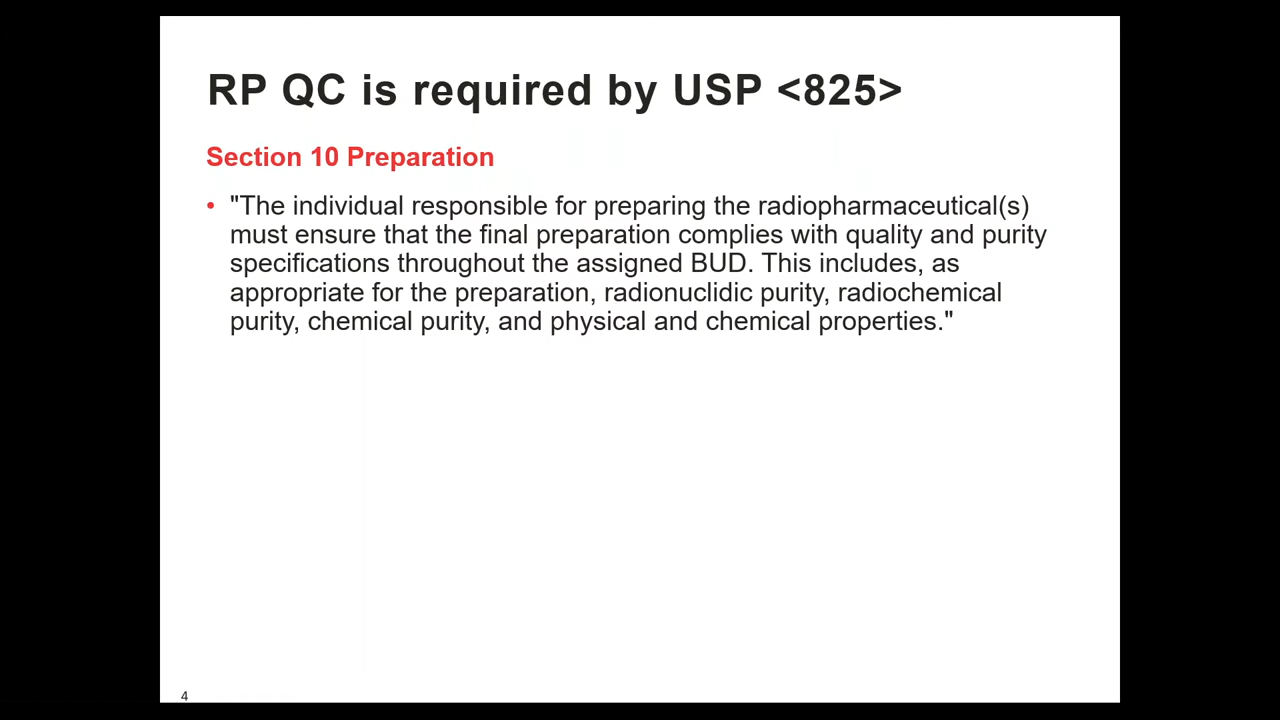 RP QC is required by USP <825>
Section 10 Preparation
• "The individual responsible for preparing the radiopharmaceutical(s)
must ensure that the final preparation complies with quality and purity
specifications throughout the assigned BUD. This includes, as
appropriate for the preparation, radionuclidic purity, radiochemical
purity, chemical purity, and physical and chemical properties."
4